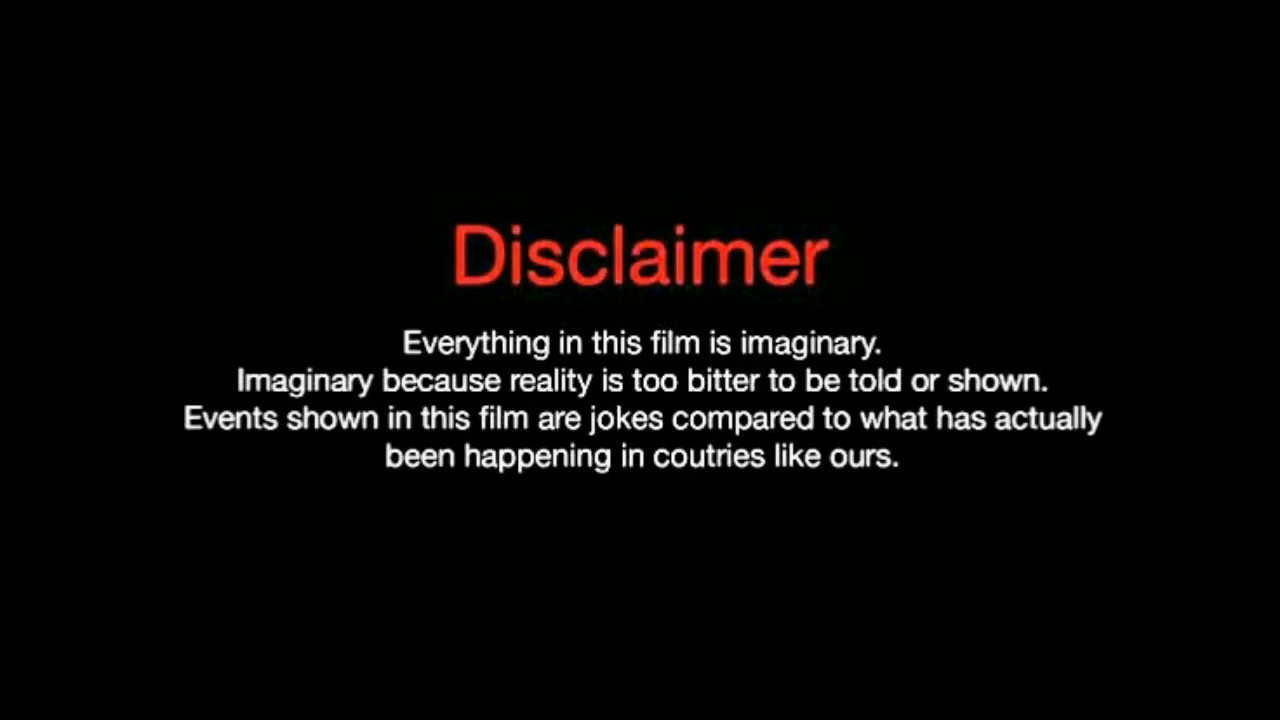 Disclaimer
Everything in this film is imaginary.
Imaginary because reality is too bitter to be told or shown.
Events shown in this film are jokes compared to what has actually
been happening in coutries like ours.